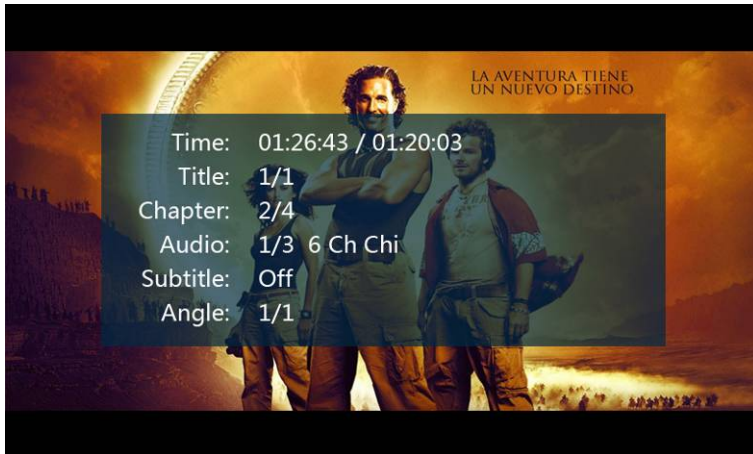 LA AVENTURA TIENE
UN NUEVO DESTINO
Time: 01:26:43 / 01:20:03
Title: 1/1
Chapter: 2/4
Audio: 1/3 6 Ch Chi
Subtitle: Off
Angle: 1/1